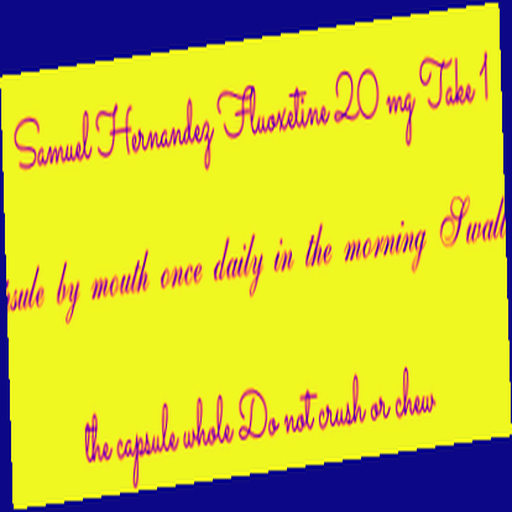 Samuel Hernandez Fluoxetine 20 mg Take 1
by mouth once daily in the morning
the capsule whole Do not crush or chew